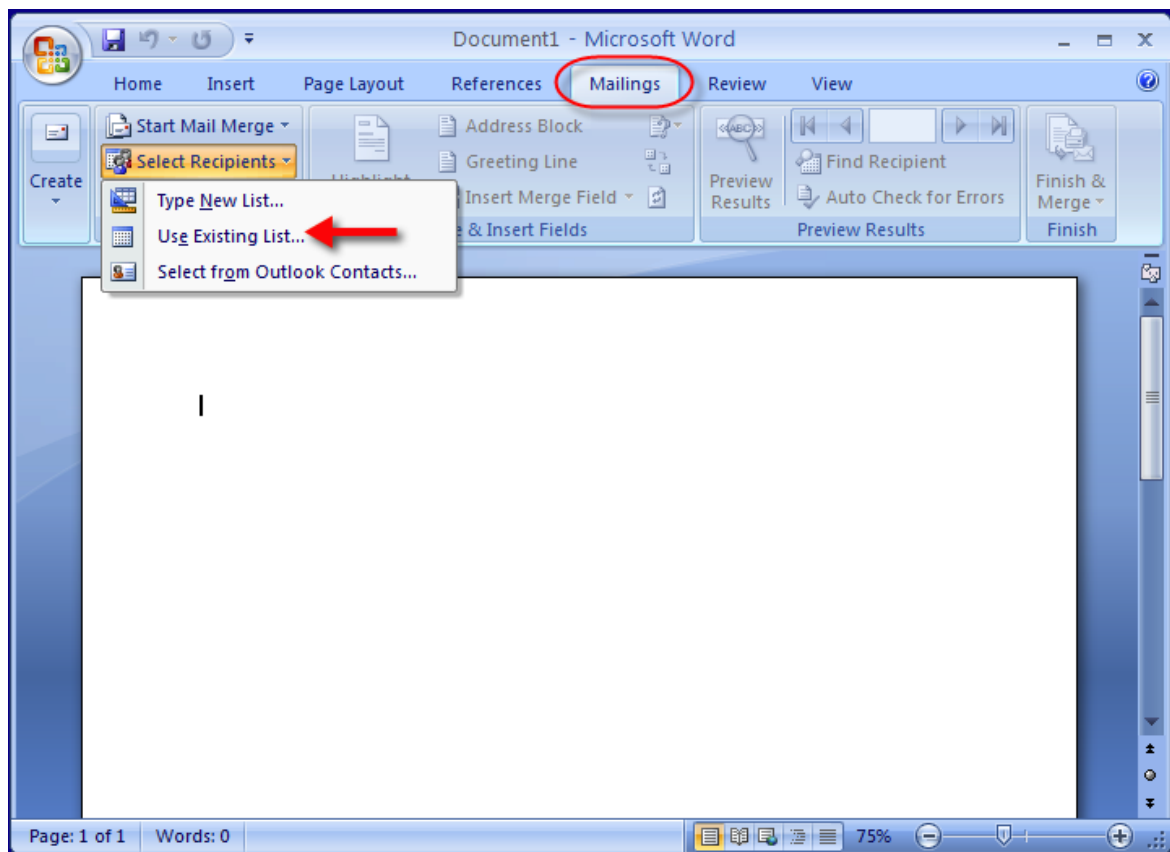 Document1 - Microsoft Word
Home Insert Page Layout References Mailings Review View
Start Mail Merge
Select Recipients
Create
Type New List...
Use Existing List...
Select from Outlook Contacts...
Address Block
Greeting Line
Insert Merge Field
& Insert Fields
«ABC»
Preview
Results
Find Recipient
Auto Check for Errors
Preview Results
Finish &
Merge
Finish
Page: 1 of 1 Words: 0 75%